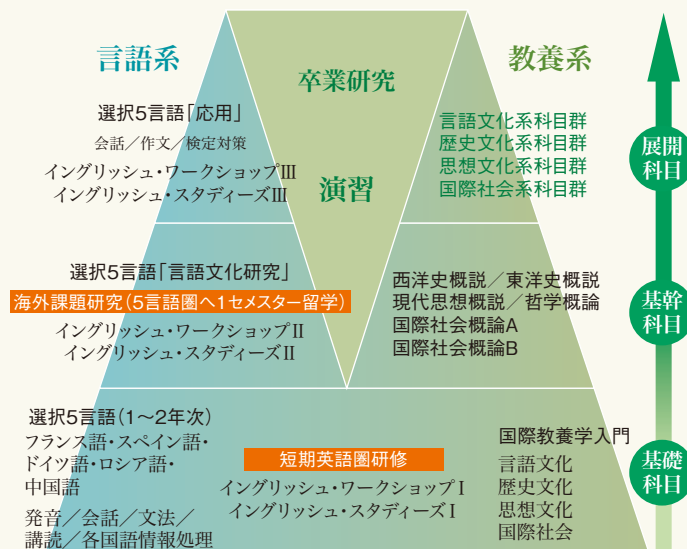 言語系
卒業研究
教養系
選択5言語「応用」
会話／作文／検定対策
イングリッシュ・ワークショップⅢ
イングリッシュ・スタディーズⅢ
演習
言語文化系科目群
歴史文化系科目群
思想文化系科目群
国際社会系科目群
展開
科目
選択5言語「言語文化研究」
海外課題研究（5言語圏へ1セメスター留学）
イングリッシュ・ワークショップⅡ
イングリッシュ・スタディーズⅡ
西洋史概説／東洋史概説
現代思想概説／哲学概論
国際社会概論A
国際社会概論B
基幹
科目
選択5言語（1〜2年次）
フランス語・スペイン語・
ドイツ語・ロシア語・
中国語
発音／会話／文法／
講読／各国語情報処理
短期英語圏研修
イングリッシュ・ワークショップⅠ
イングリッシュ・スタディーズⅠ
国際教養学入門
言語文化
歴史文化
思想文化
国際社会
基礎
科目